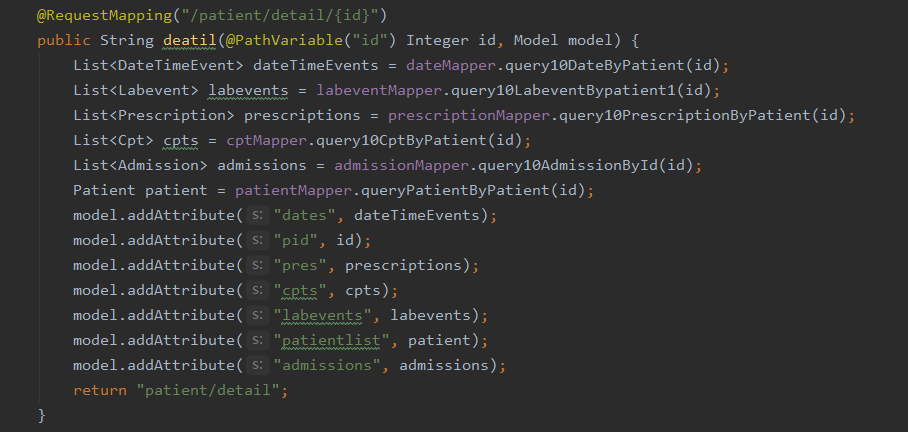 @RequestMapping("/patient/detail/{id}")
public String deatil(@PathVariable("id") Integer id, Model model) {
List<DateTimeEvent> dateTimeEvents = dateMapper.query10DateByPatient(id);
List<Labevent> labevents = labeventMapper.query10LabeventBypatient1(id);
List<Prescription> prescriptions = prescriptionMapper.query10PrescriptionByPatient(id);
List<Cpt> cpts = cptMapper.query10CptByPatient(id);
List<Admission> admissions = admissionMapper.query10AdmissionById(id);
Patient patient = patientMapper.queryPatientByPatient(id);
model.addAttribute( s: "dates", dateTimeEvents);
model.addAttribute( s: "pid", id);
model.addAttribute( s: "pres", prescriptions);
model.addAttribute( s: "cpts", cpts);
model.addAttribute( s: "labevents", labevents);
model.addAttribute( s: "patientlist", patient);
model.addAttribute( s: "admissions", admissions);
return "patient/detail";
}